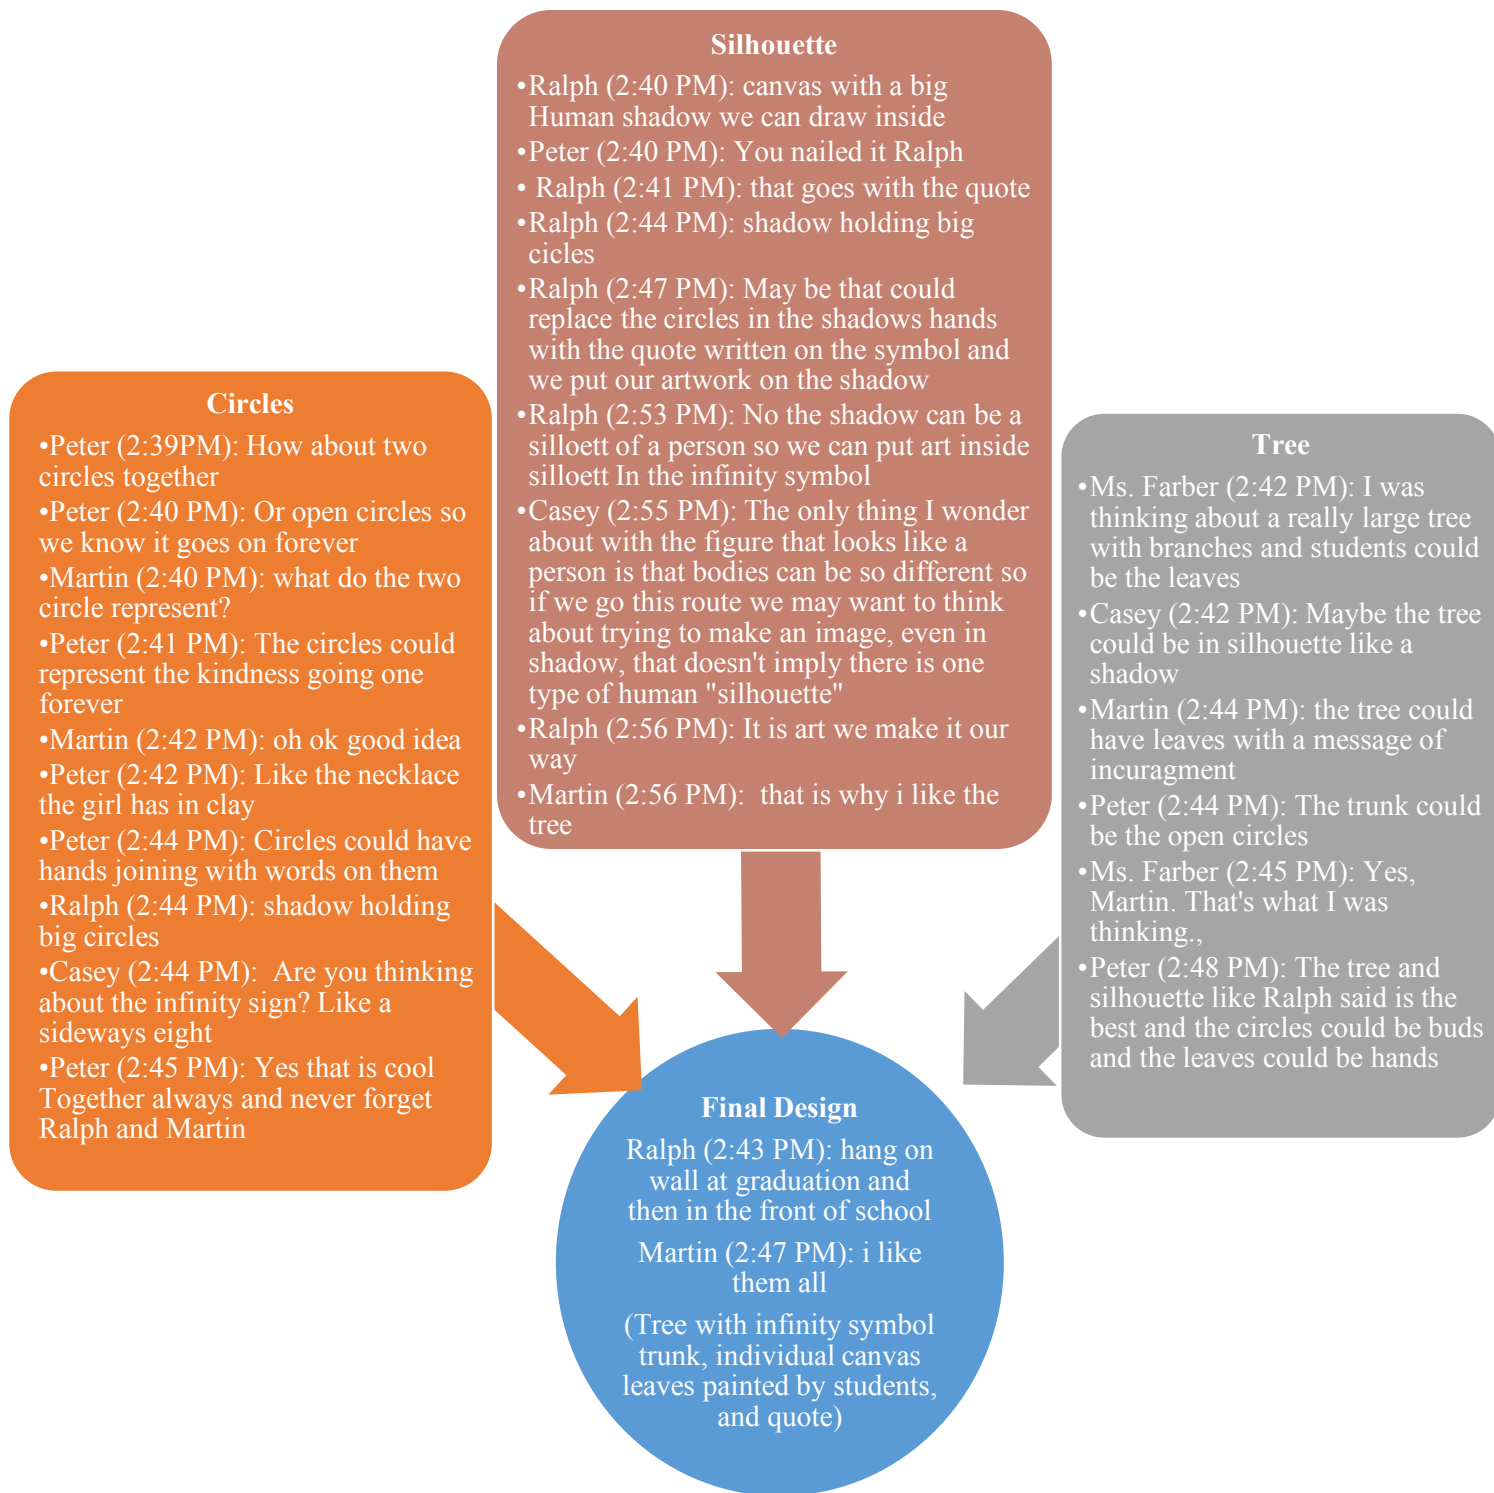 Silhouette
•Ralph (2:40 PM): canvas with a big
Human shadow we can draw inside
•Peter (2:40 PM): You nailed it Ralph
• Ralph (2:41 PM): that goes with the quote
•Ralph (2:44 PM): shadow holding big
cicles
•Ralph (2:47 PM): May be that could
replace the circles in the shadows hands
with the quote written on the symbol and
we put our artwork on the shadow
•Ralph (2:53 PM): No the shadow can be a
silloett of a person so we can put art inside
silloett In the infinity symbol
•Casey (2:55 PM): The only thing I wonder
about with the figure that looks like a
person is that bodies can be so different so
if we go this route we may want to think
about trying to make an image, even in
shadow, that doesn't imply there is one
type of human "silhouette"
•Ralph (2:56 PM): It is art we make it our
way
•Martin (2:56 PM):  that is why i like the
tree
Circles
•Peter (2:39PM): How about two
circles together
•Peter (2:40 PM): Or open circles so
we know it goes on forever
•Martin (2:40 PM): what do the two
circle represent?
•Peter (2:41 PM): The circles could
represent the kindness going one
forever
•Martin (2:42 PM): oh ok good idea
•Peter (2:42 PM): Like the necklace
the girl has in clay
•Peter (2:44 PM): Circles could have
hands joining with words on them
•Ralph (2:44 PM): shadow holding
big circles
•Casey (2:44 PM):  Are you thinking
about the infinity sign? Like a
sideways eight
•Peter (2:45 PM): Yes that is cool
Together always and never forget
Ralph and Martin
Tree
•Ms. Farber (2:42 PM): I was
thinking about a really large tree
with branches and students could
be the leaves
•Casey (2:42 PM): Maybe the tree
could be in silhouette like a
shadow
•Martin (2:44 PM): the tree could
have leaves with a message of
incuragment
•Peter (2:44 PM): The trunk could
be the open circles
•Ms. Farber (2:45 PM): Yes,
Martin. That's what I was
thinking.,
•Peter (2:48 PM): The tree and
silhouette like Ralph said is the
best and the circles could be buds
and the leaves could be hands
Final Design
Ralph (2:43 PM): hang on
wall at graduation and
then in the front of school
Martin (2:47 PM): i like
them all
(Tree with infinity symbol
trunk, individual canvas
leaves painted by students,
and quote)